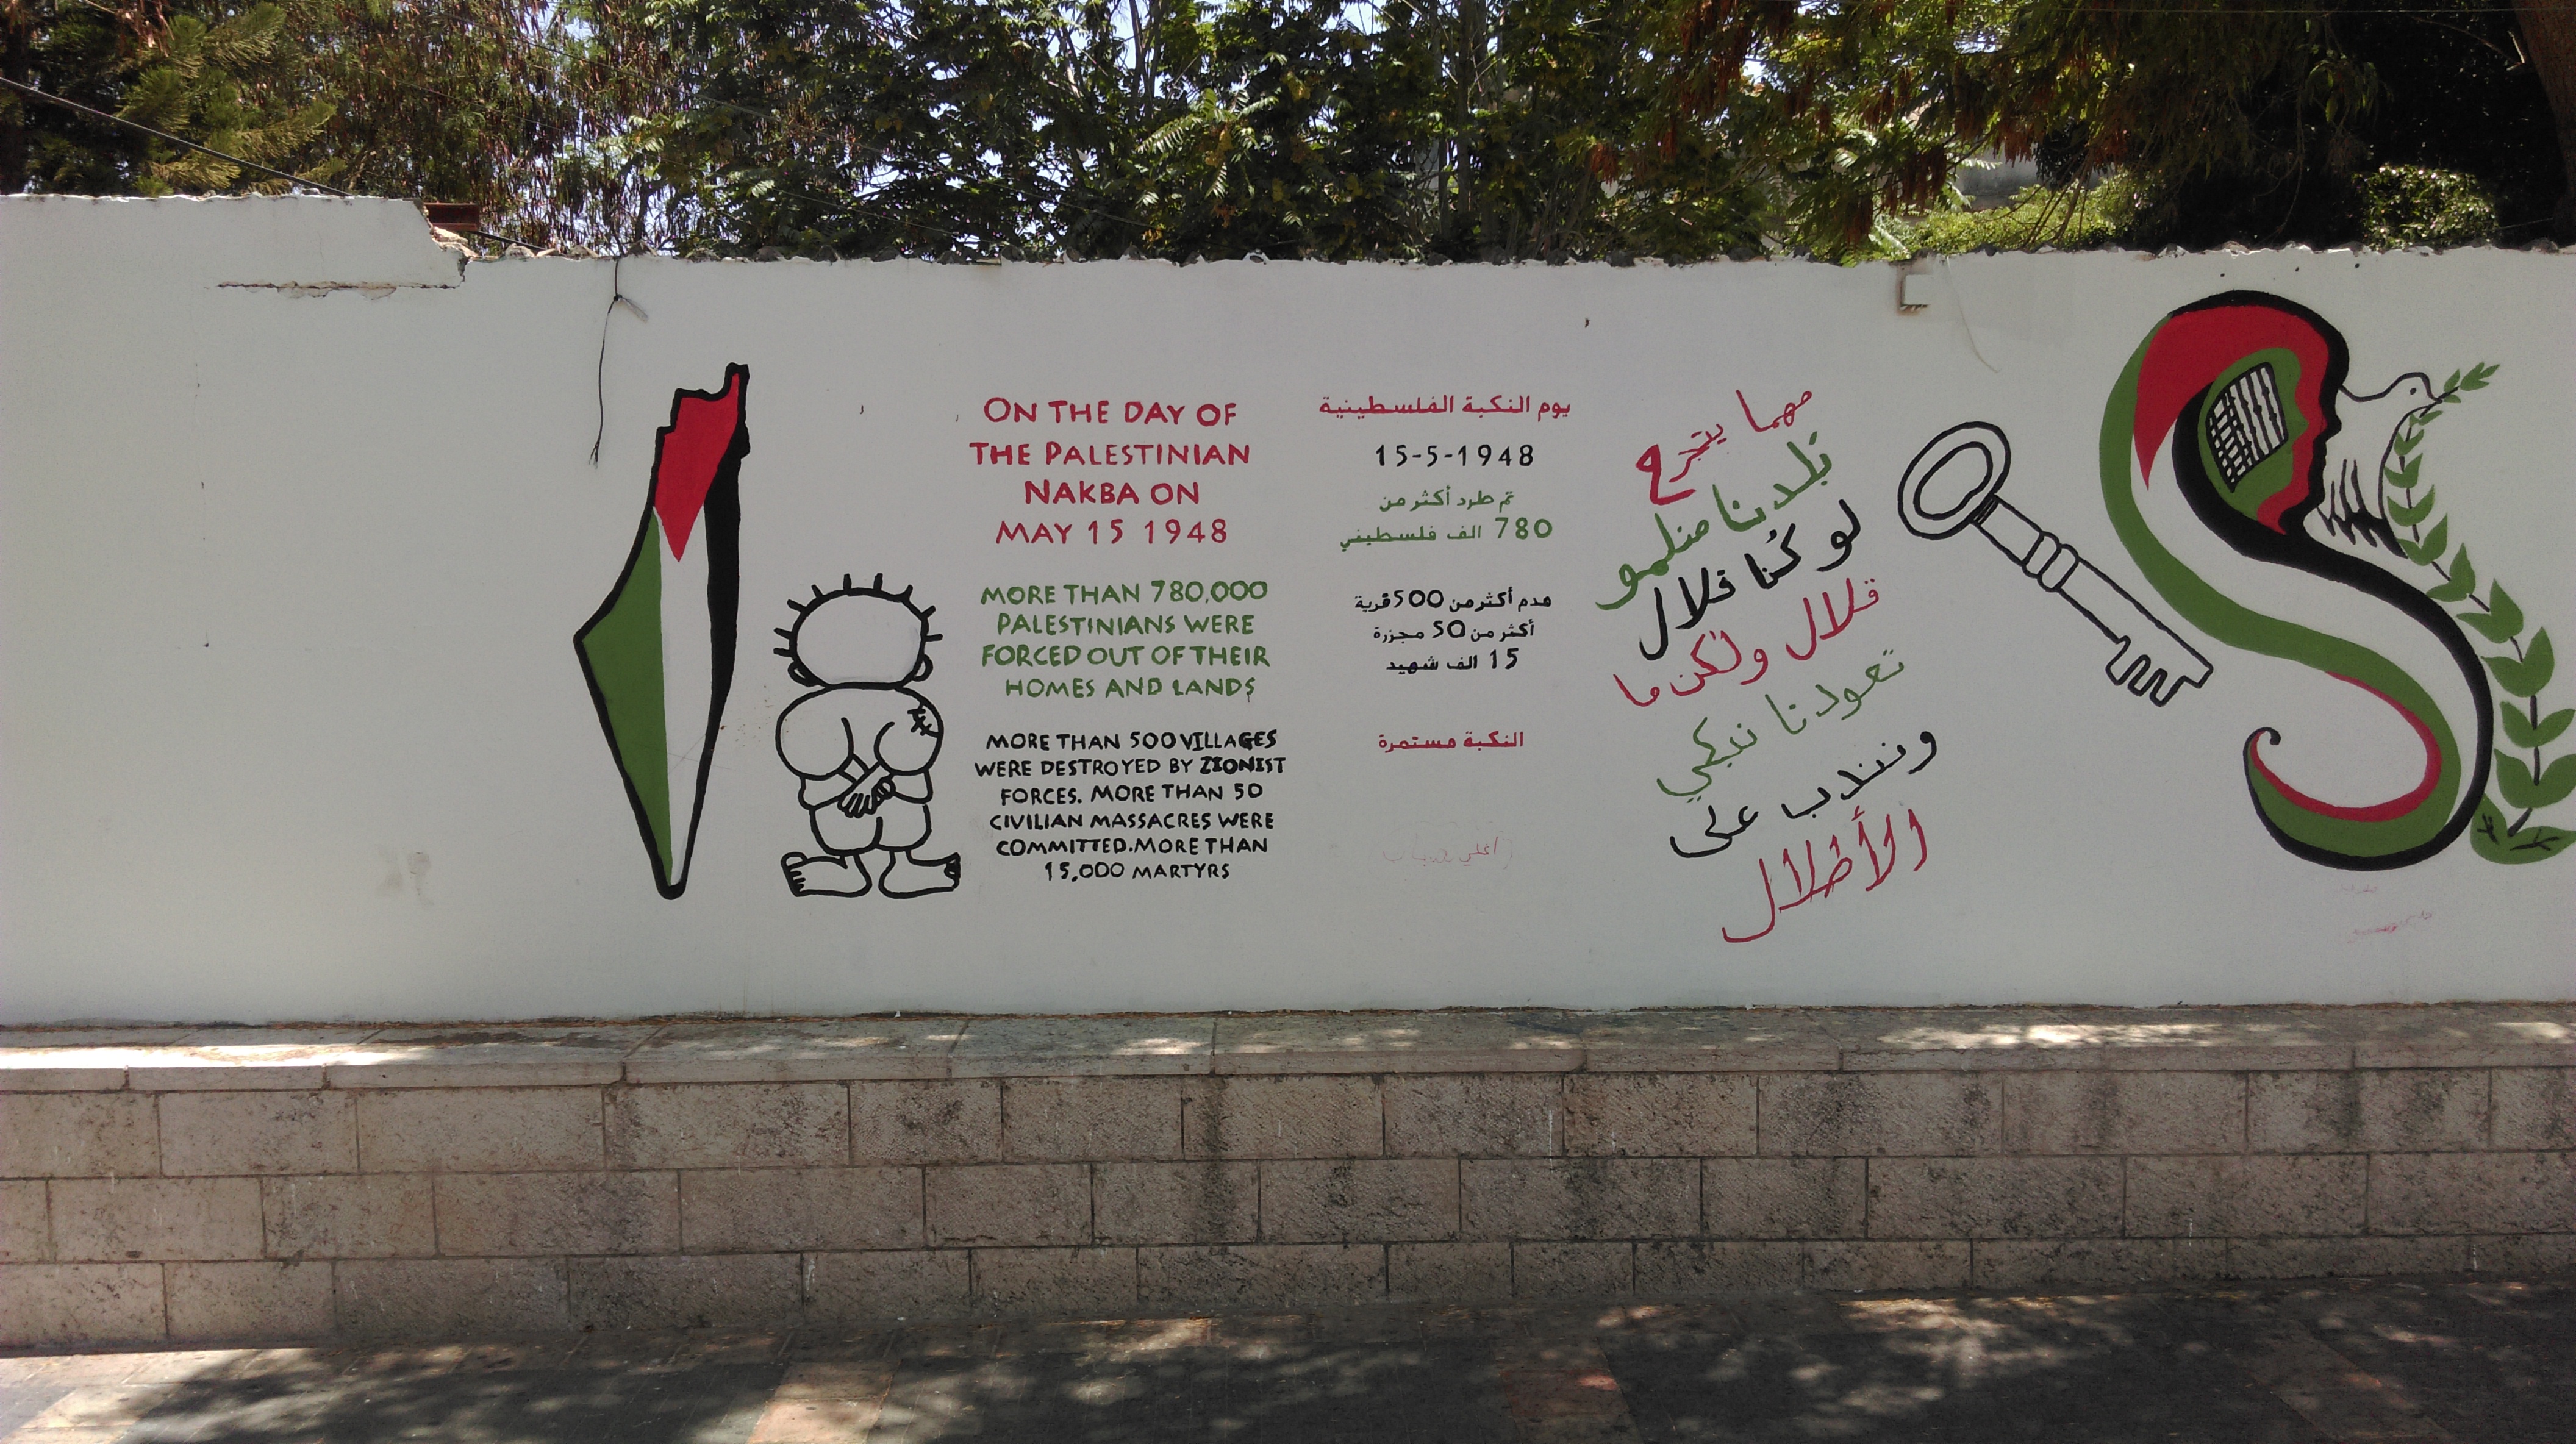 ON THE DAY OF
THE PALESTINIAN
NAKBA ON
MAY 15 1948
MORE THAN 780,000
PALESTINIANS WERE
FORCED OUT OF THEIR
HOMES AND LANDS
MORE THAN 500 VILLAGES
WERE DESTROYED BY ZIONIST
FORCES. MORE THAN 50
CIVILIAN MASSACRES WERE
COMMITTED. MORE THAN
15,000 MARTYRS
يوم النكبة الفلسطينية
15-5-1948
تم طرد أكثر من
780 الف فلسطيني
هدم أكثر من 500 قرية
أكثر من 50 مجزرة
15 الف شهيد
النكبة مستمرة
مهما يتجرح
بلدنا منلمو
لو كنا قلال
قلال ولكن ما
تعودنا نبكي
ونندب على
الأطلال